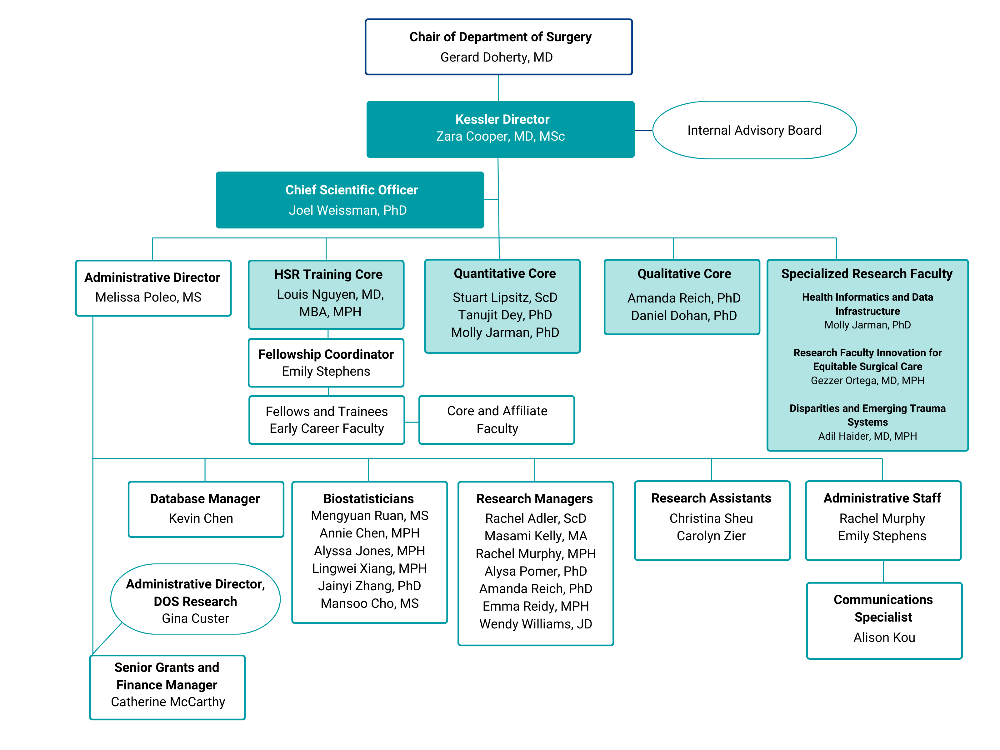 Chair of Department of Surgery
Gerard Doherty, MD
Kessler Director
Zara Cooper, MD, MSc
Internal Advisory Board
Chief Scientific Officer
Joel Weissman, PhD
Administrative Director
Melissa Poleo, MS
HSR Training Core
Louis Nguyen, MD,
MBA, MPH
Fellowship Coordinator
Emily Stephens
Fellows and Trainees
Early Career Faculty
Core and Affiliate
Faculty
Quantitative Core
Stuart Lipsitz, ScD
Tanujit Dey, PhD
Molly Jarman, PhD
Qualitative Core
Amanda Reich, PhD
Daniel Dohan, PhD
Specialized Research Faculty
Health Informatics and Data
Infrastructure
Molly Jarman, PhD
Research Faculty Innovation for
Equitable Surgical Care
Gezzer Ortega, MD, MPH
Disparities and Emerging Trauma
Systems
Adil Haider, MD, MPH
Database Manager
Kevin Chen
Biostatisticians
Mengyuan Ruan, MS
Annie Chen, MPH
Alyssa Jones, MPH
Lingwei Xiang, MPH
Jainyi Zhang, PhD
Mansoo Cho, MS
Research Managers
Rachel Adler, ScD
Masami Kelly, MA
Rachel Murphy, MPH
Alysa Pomer, PhD
Amanda Reich, PhD
Emma Reidy, MPH
Wendy Williams, JD
Research Assistants
Christina Sheu
Carolyn Zier
Administrative Staff
Rachel Murphy
Emily Stephens
Communications
Specialist
Alison Kou
Administrative Director,
DOS Research
Gina Custer
Senior Grants and
Finance Manager
Catherine McCarthy